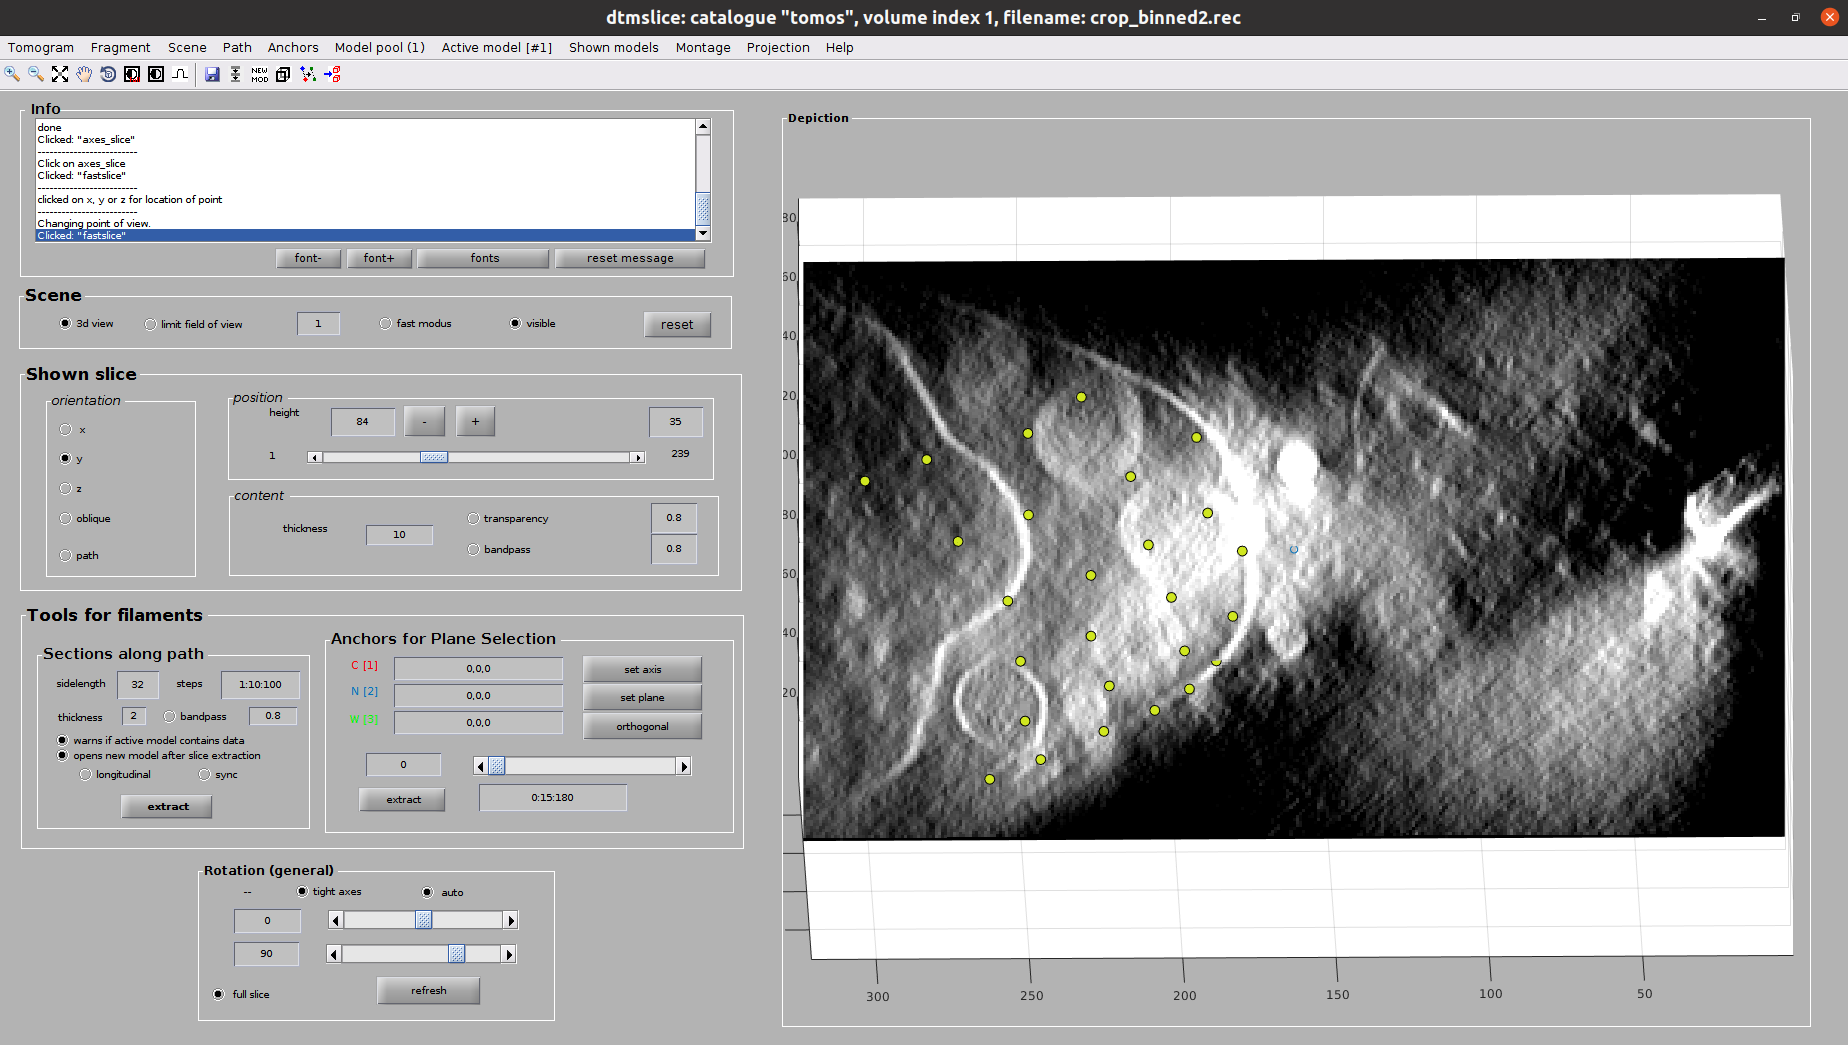 dtmslice: catalogue "tomos", volume index 1, filename: crop_binned2.rec
Tomogram Fragment Scene Path Anchors Model pool (1) Active model [#1] Shown models Montage Projection Help
NEW MOD
Info
done
Clicked: "axes_slice"
-------------------------
Click on axes_slice
Clicked: "fastslice"
-------------------------
clicked on x, y or z for location of point
-------------------------
Changing point of view.
Clicked: "fastslice"
font- font+ fonts reset message
Scene
3d view limit field of view 1 fast modus visible reset
Shown slice
orientation
x
y
z
oblique
path
position
height 84 - + 35
1 239
content
thickness 10 transparency 0.8
bandpass 0.8
Tools for filaments
Sections along path
sidelength 32 steps 1:10:100
thickness 2 bandpass 0.8
warns if active model contains data
opens new model after slice extraction
longitudinal sync
extract
Anchors for Plane Selection
C [1] 0,0,0 set axis
N [2] 0,0,0 set plane
W [3] 0,0,0 orthogonal
0
extract 0:15:180
Rotation (general)
-- tight axes auto
0
90
full slice refresh
Depiction
80
60
40
20
00
80
60
40
20
300 250 200 150 100 50